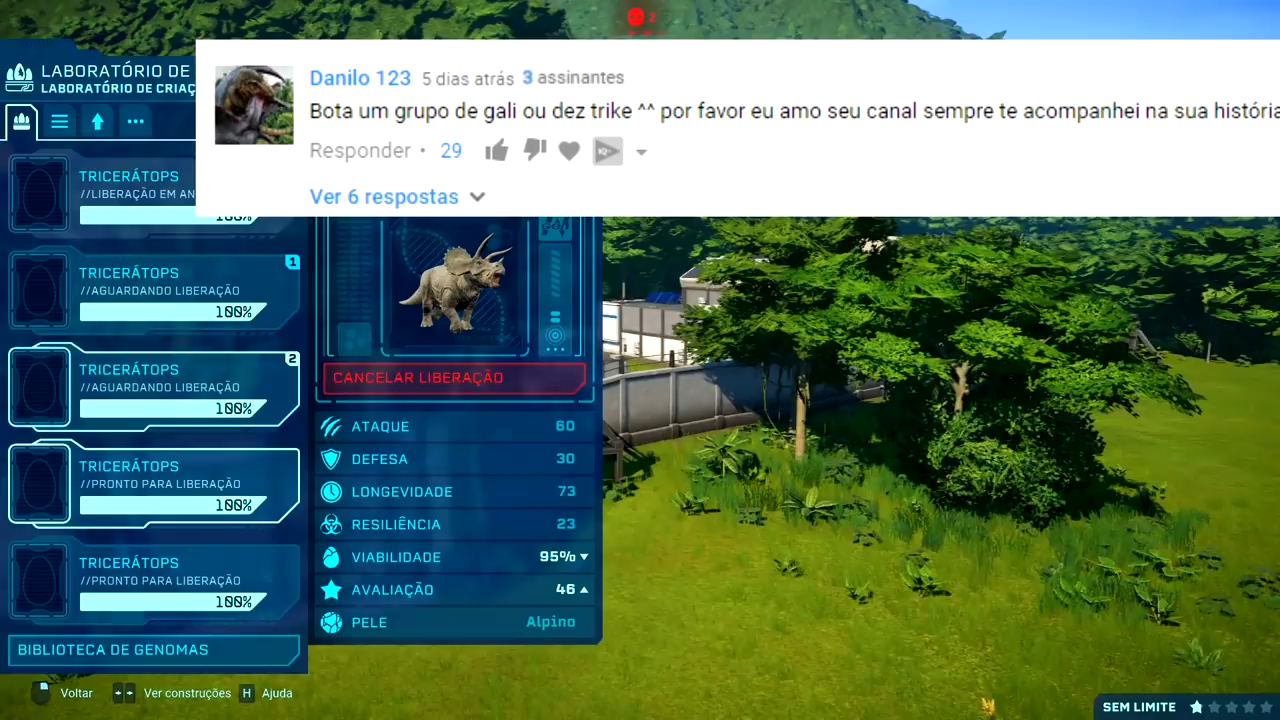 2
LABORATÓRIO DE
LABORATÓRIO DE CRIAÇ
Danilo 123 5 dias atrás 3 assinantes
Bota um grupo de gali ou dez trike ^^ por favor eu amo seu canal sempre te acompanhei na sua história
Responder • 29
Ver 6 respostas
TRICERÁTOPS
//LIBERAÇÃO EM AN
100%
TRICERÁTOPS
1
//AGUARDANDO LIBERAÇÃO
100%
TRICERÁTOPS
2
//AGUARDANDO LIBERAÇÃO
100%
TRICERÁTOPS
//PRONTO PARA LIBERAÇÃO
100%
TRICERÁTOPS
//PRONTO PARA LIBERAÇÃO
100%
BIBLIOTECA DE GENOMAS
CANCELAR LIBERAÇÃO
ATAQUE 60
DEFESA 30
LONGEVIDADE 73
RESILIÊNCIA 23
VIABILIDADE 95%
AVALIAÇÃO 46
PELE Alpino
Voltar Ver construções H Ajuda
SEM LIMITE